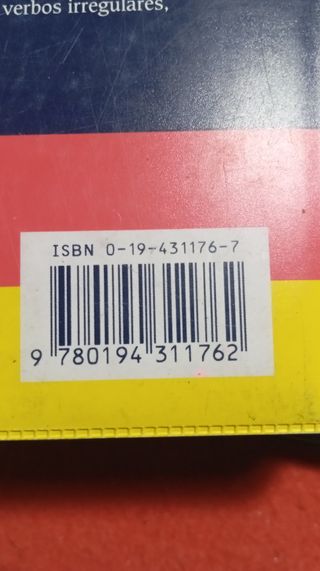 verbos irregulares,
ISBN 0-19-431176-7
9 780194 311762